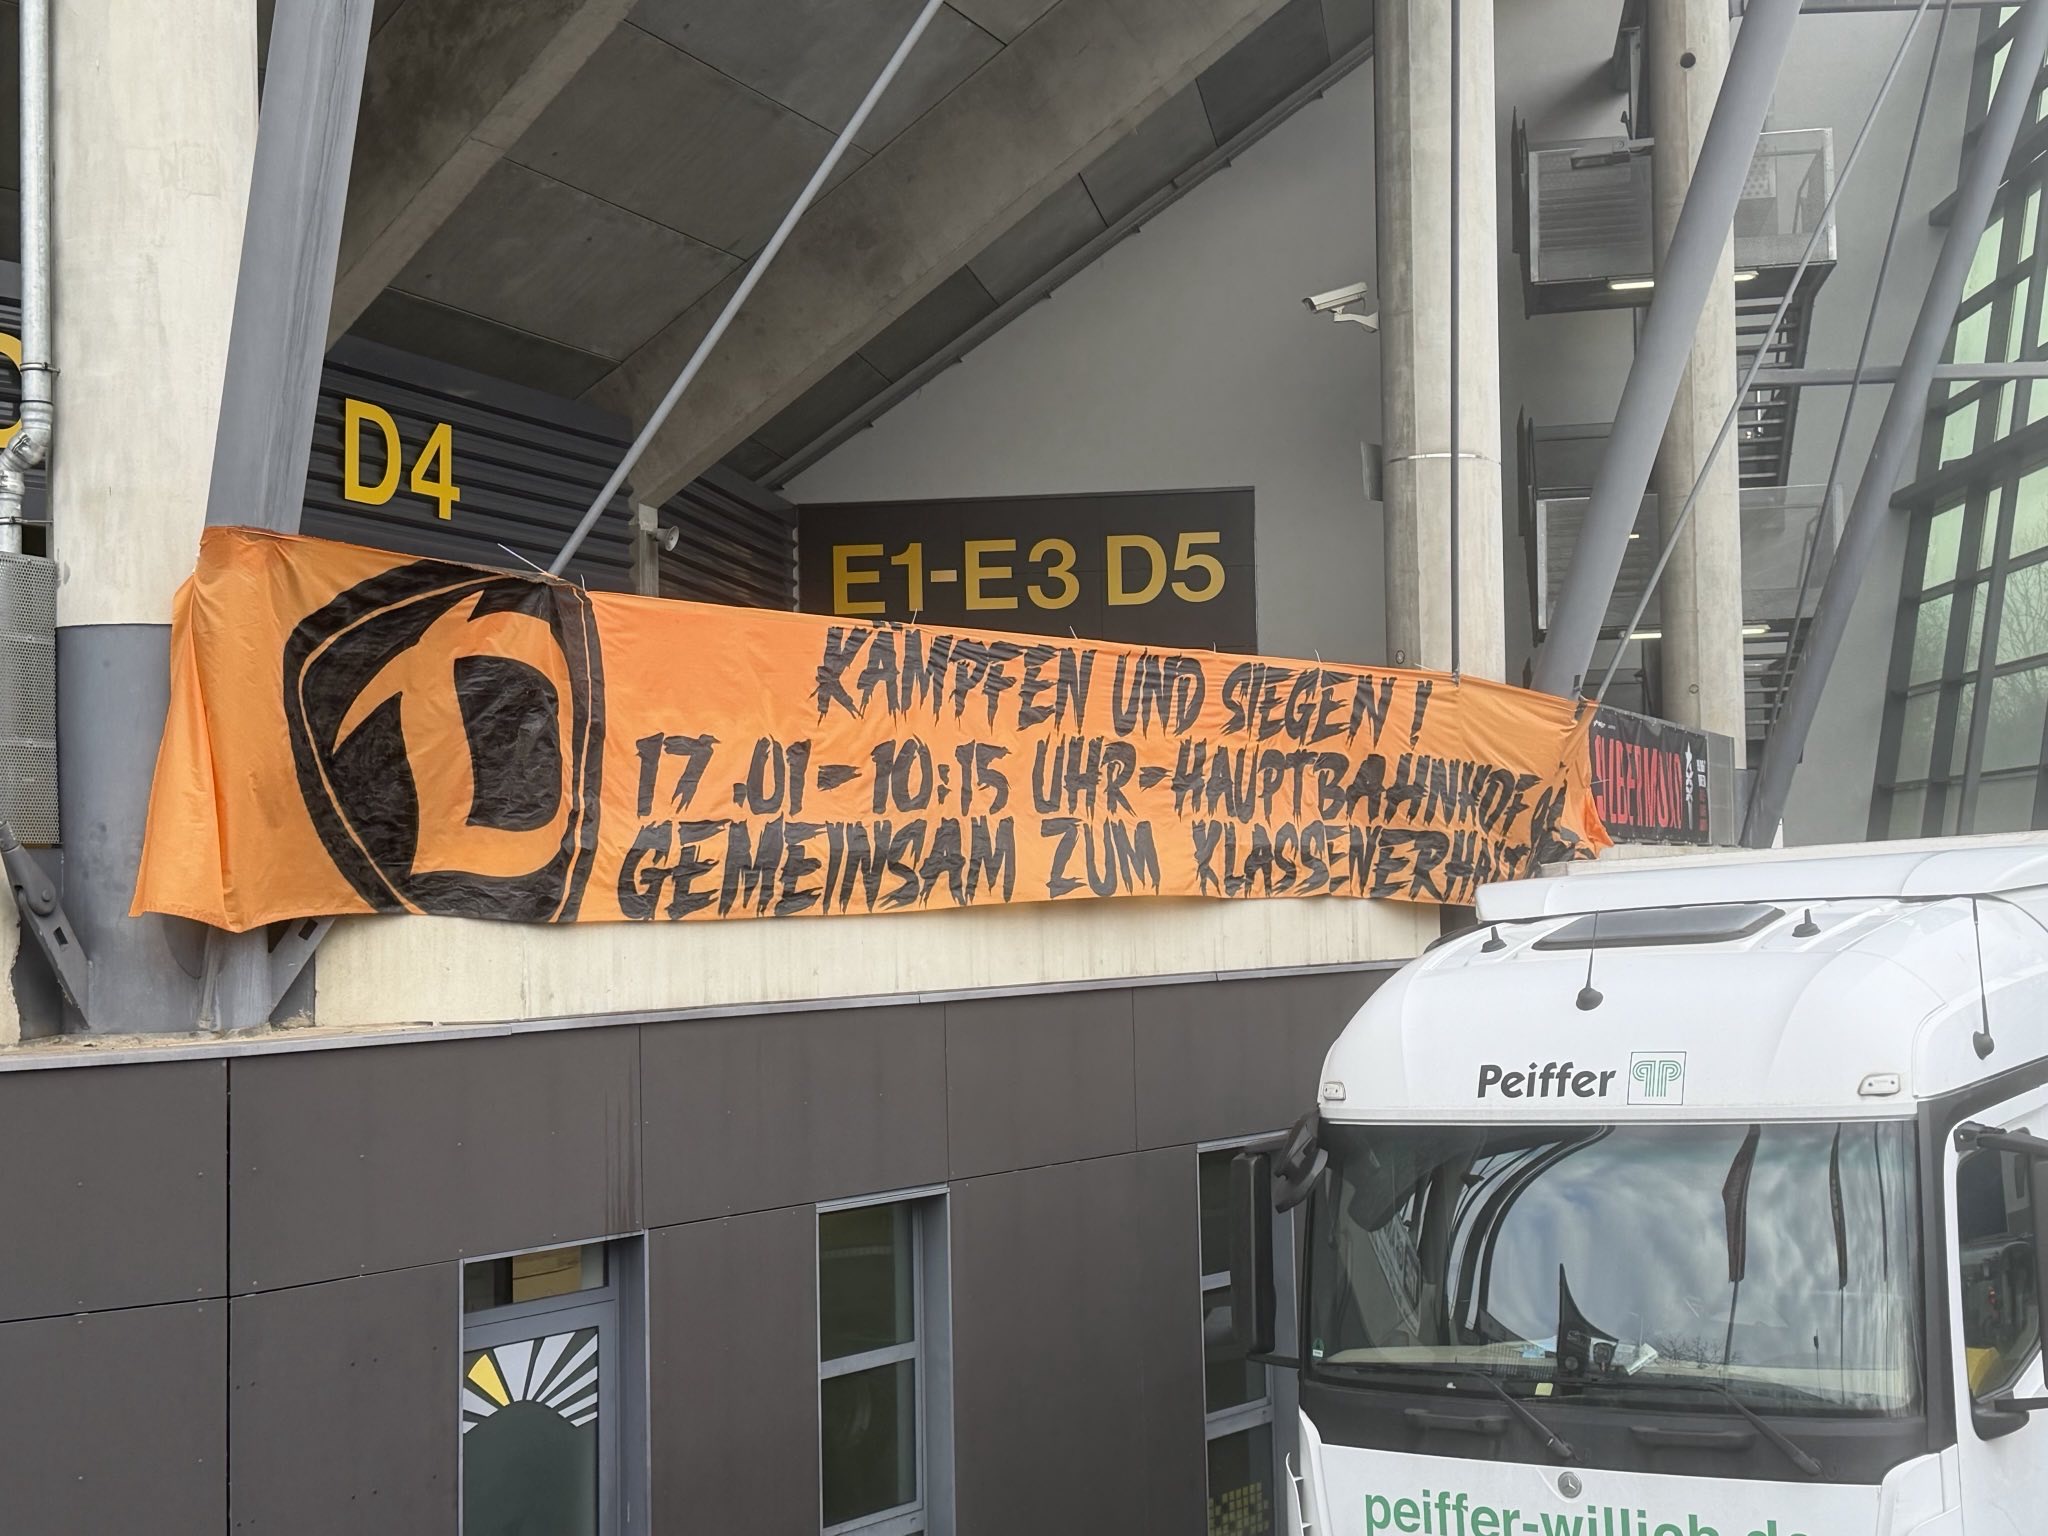 D4
E1-E3 D5
KÄMPFEN UND SIEGEN!
17.01-10:15 UHR-HAUPTBAHNHOF
GEMEINSAM ZUM KLASSENERHALT
Peiffer